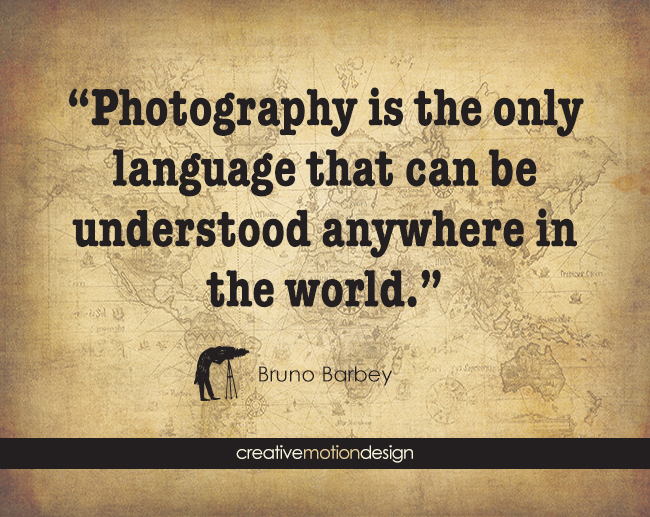 “Photography is the only
language that can be
understood anywhere in
the world.”
Bruno Barbey
creativemotiondesign